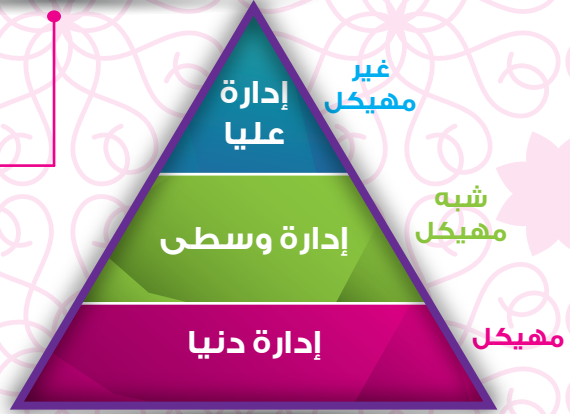 إدارة
عليا
غير
مهيكل
إدارة وسطى
شبه
مهيكل
إدارة دنيا
مهيكل